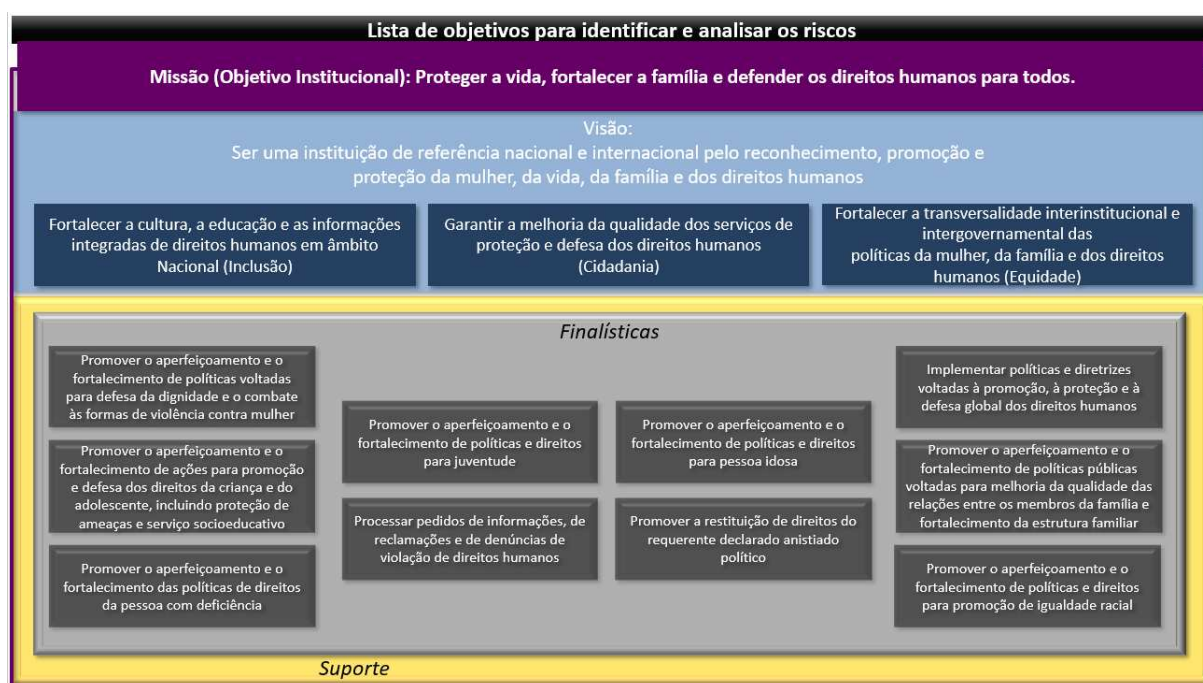 Lista de objetivos para identificar e analisar os riscos
Missão (Objetivo Institucional): Proteger a vida, fortalecer a família e defender os direitos humanos para todos.
Visão:
Ser uma instituição de referência nacional e internacional pelo reconhecimento, promoção e
proteção da mulher, da vida, da família e dos direitos humanos
Fortalecer a cultura, a educação e as informações
integradas de direitos humanos em âmbito
Nacional (Inclusão)
Garantir a melhoria da qualidade dos serviços de
proteção e defesa dos direitos humanos
(Cidadania)
Fortalecer a transversalidade interinstitucional e
intergovernamental das
políticas da mulher, da família e dos direitos
humanos (Equidade)
Finalísticas
Promover o aperfeiçoamento e o
fortalecimento de políticas voltadas
para defesa da dignidade e o combate
às formas de violência contra mulher
Promover o aperfeiçoamento e o
fortalecimento de ações para promoção
e defesa dos direitos da criança e do
adolescente, incluindo proteção de
ameaças e serviço socioeducativo
Promover o aperfeiçoamento e o
fortalecimento das políticas de direitos
da pessoa com deficiência
Promover o aperfeiçoamento e o
fortalecimento de políticas e direitos
para juventude
Processar pedidos de informações, de
reclamações e de denúncias de
violação de direitos humanos
Promover o aperfeiçoamento e o
fortalecimento de políticas e direitos
para pessoa idosa
Promover a restituição de direitos do
requerente declarado anistiado
político
Implementar políticas e diretrizes
voltadas à promoção, à proteção e à
defesa global dos direitos humanos
Promover o aperfeiçoamento e o
fortalecimento de políticas públicas
voltadas para melhoria da qualidade das
relações entre os membros da família e
fortalecimento da estrutura familiar
Promover o aperfeiçoamento e o
fortalecimento de políticas e direitos
para promoção de igualdade racial
Suporte